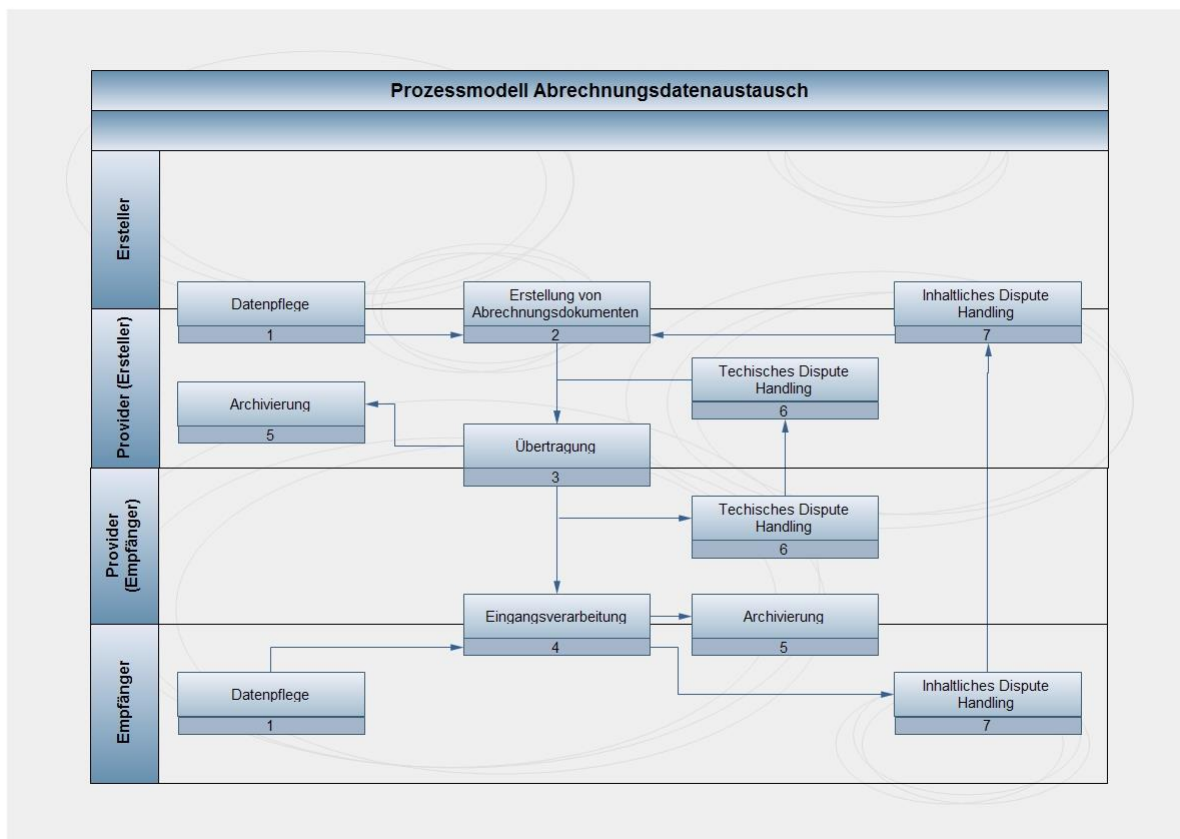 Prozessmodell Abrechnungsdatenaustausch
Ersteller
Datenpflege
1
Erstellung von
Abrechnungsdokumenten
2
Inhaltliches Dispute
Handling
7
Provider (Ersteller)
Techisches Dispute
Handling
6
Archivierung
5
Übertragung
3
Provider
(Empfänger)
Techisches Dispute
Handling
6
Eingangsverarbeitung
4
Archivierung
5
Empfänger
Datenpflege
1
Inhaltliches Dispute
Handling
7